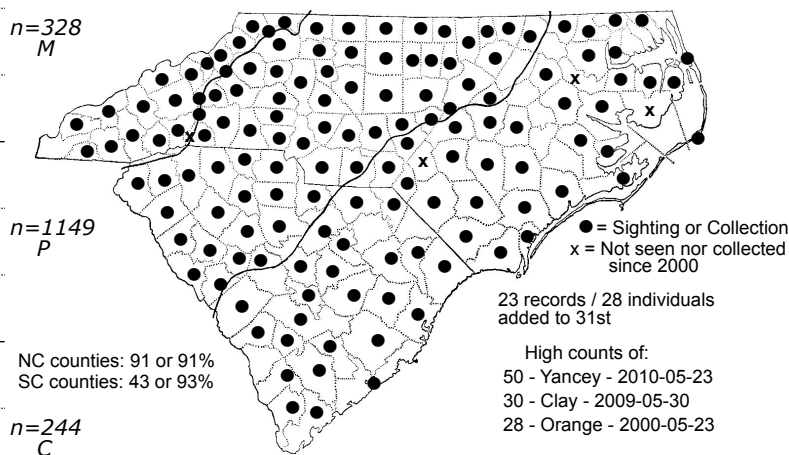 n=328
M
● = Sighting or Collection
x = Not seen nor collected
since 2000
n=1149
P
23 records / 28 individuals
added to 31st
NC counties: 91 or 91%
SC counties: 43 or 93%
High counts of:
50 - Yancey - 2010-05-23
30 - Clay - 2009-05-30
28 - Orange - 2000-05-23
n=244
C
x
x
x
x